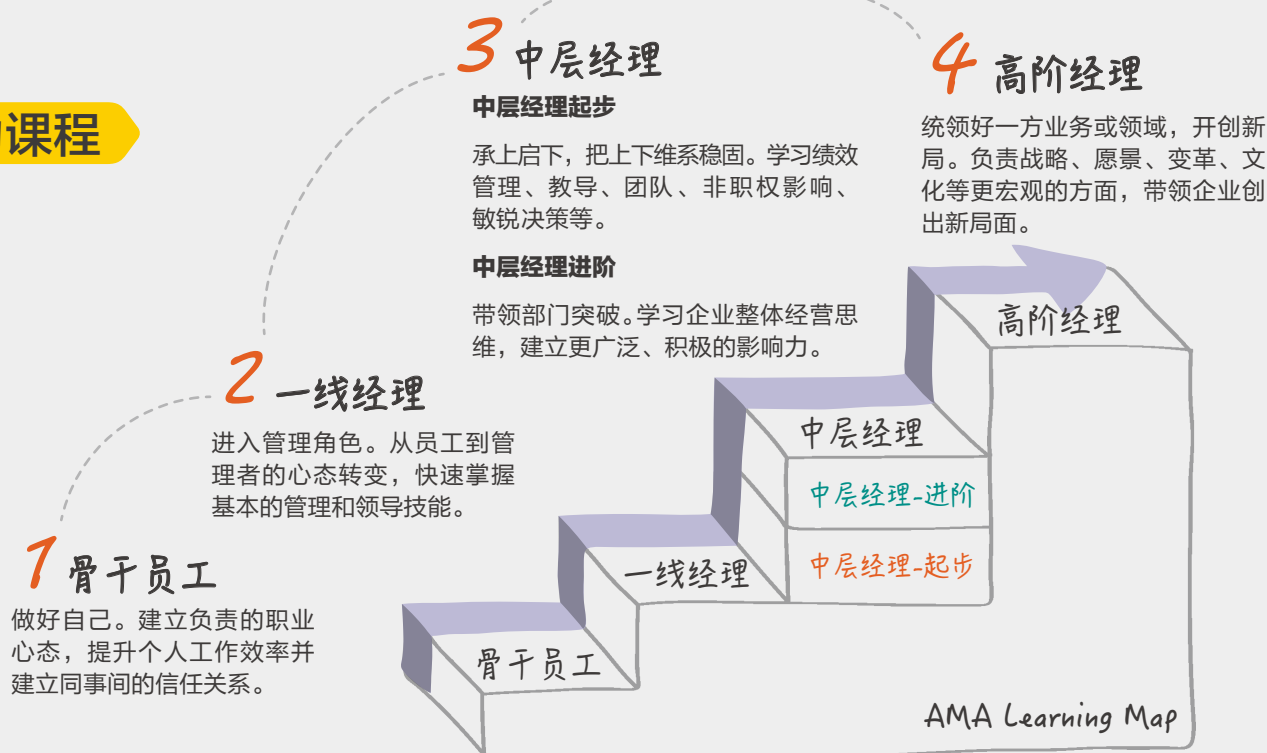 课程
3 中层经理
中层经理起步
承上启下，把上下维系稳固。学习绩效
管理、教导、团队、非职权影响、
敏锐决策等。
中层经理进阶
带领部门突破。学习企业整体经营思
维，建立更广泛、积极的影响力。
4 高阶经理
统领好一方业务或领域，开创新
局。负责战略、愿景、变革、文
化等更宏观的方面，带领企业创
出新局面。
2 一线经理
进入管理角色。从员工到管
理者的心态转变，快速掌握
基本的管理和领导技能。
1 骨干员工
做好自己。建立负责的职业
心态，提升个人工作效率并
建立同事间的信任关系。
高阶经理
中层经理
中层经理-进阶
中层经理-起步
一线经理
骨干员工
AMA Learning Map